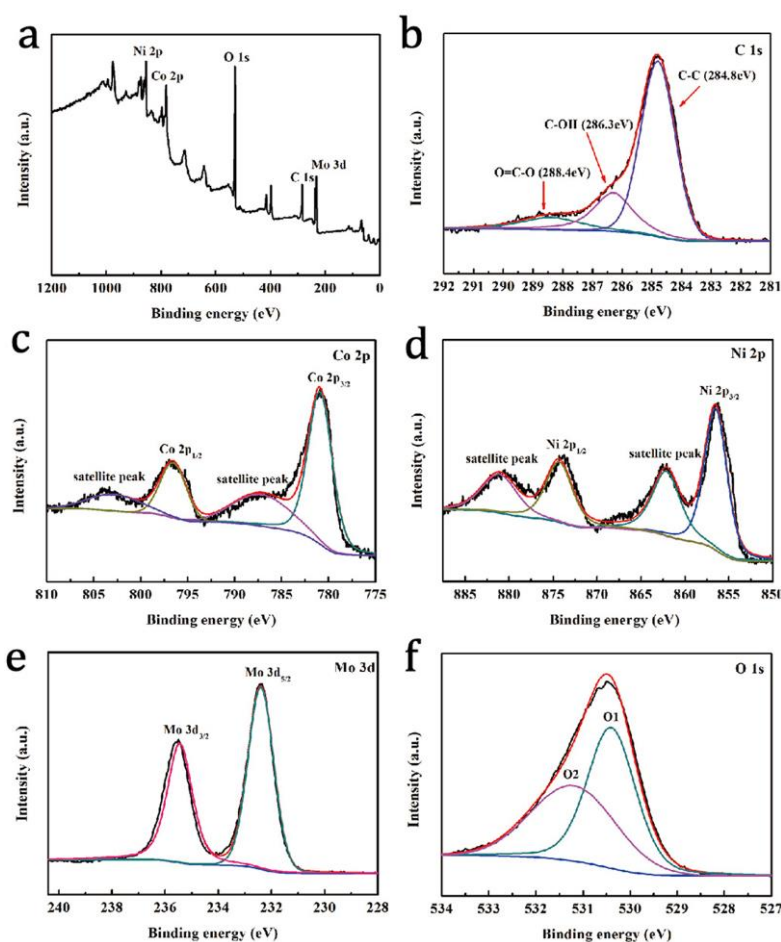 a
Ni 2p
O 1s
Co 2p
Mo 3d
C 1s
Intensity (a.u.)
1200 1000 800 600 400 200 0
Binding energy (eV)
b
C 1s
C-C (284.8eV)
C-OH (286.3eV)
O=C-O (288.4eV)
Intensity (a.u.)
292 291 290 289 288 287 286 285 284 283 282 281
Binding energy (eV)
c
Co 2p
Co 2p3/2
Co 2p1/2
satellite peak
satellite peak
Intensity (a.u.)
810 805 800 795 790 785 780 775
Binding energy (eV)
d
Ni 2p
Ni 2p3/2
Ni 2p1/2
satellite peak
satellite peak
Intensity (a.u.)
885 880 875 870 865 860 855 850
Binding energy (eV)
e
Mo 3d
Mo 3d5/2
Mo 3d3/2
Intensity (a.u.)
240 238 236 234 232 230 228
Binding energy (eV)
f
O 1s
O1
O2
Intensity (a.u.)
534 533 532 531 530 529 528 527
Binding energy (eV)